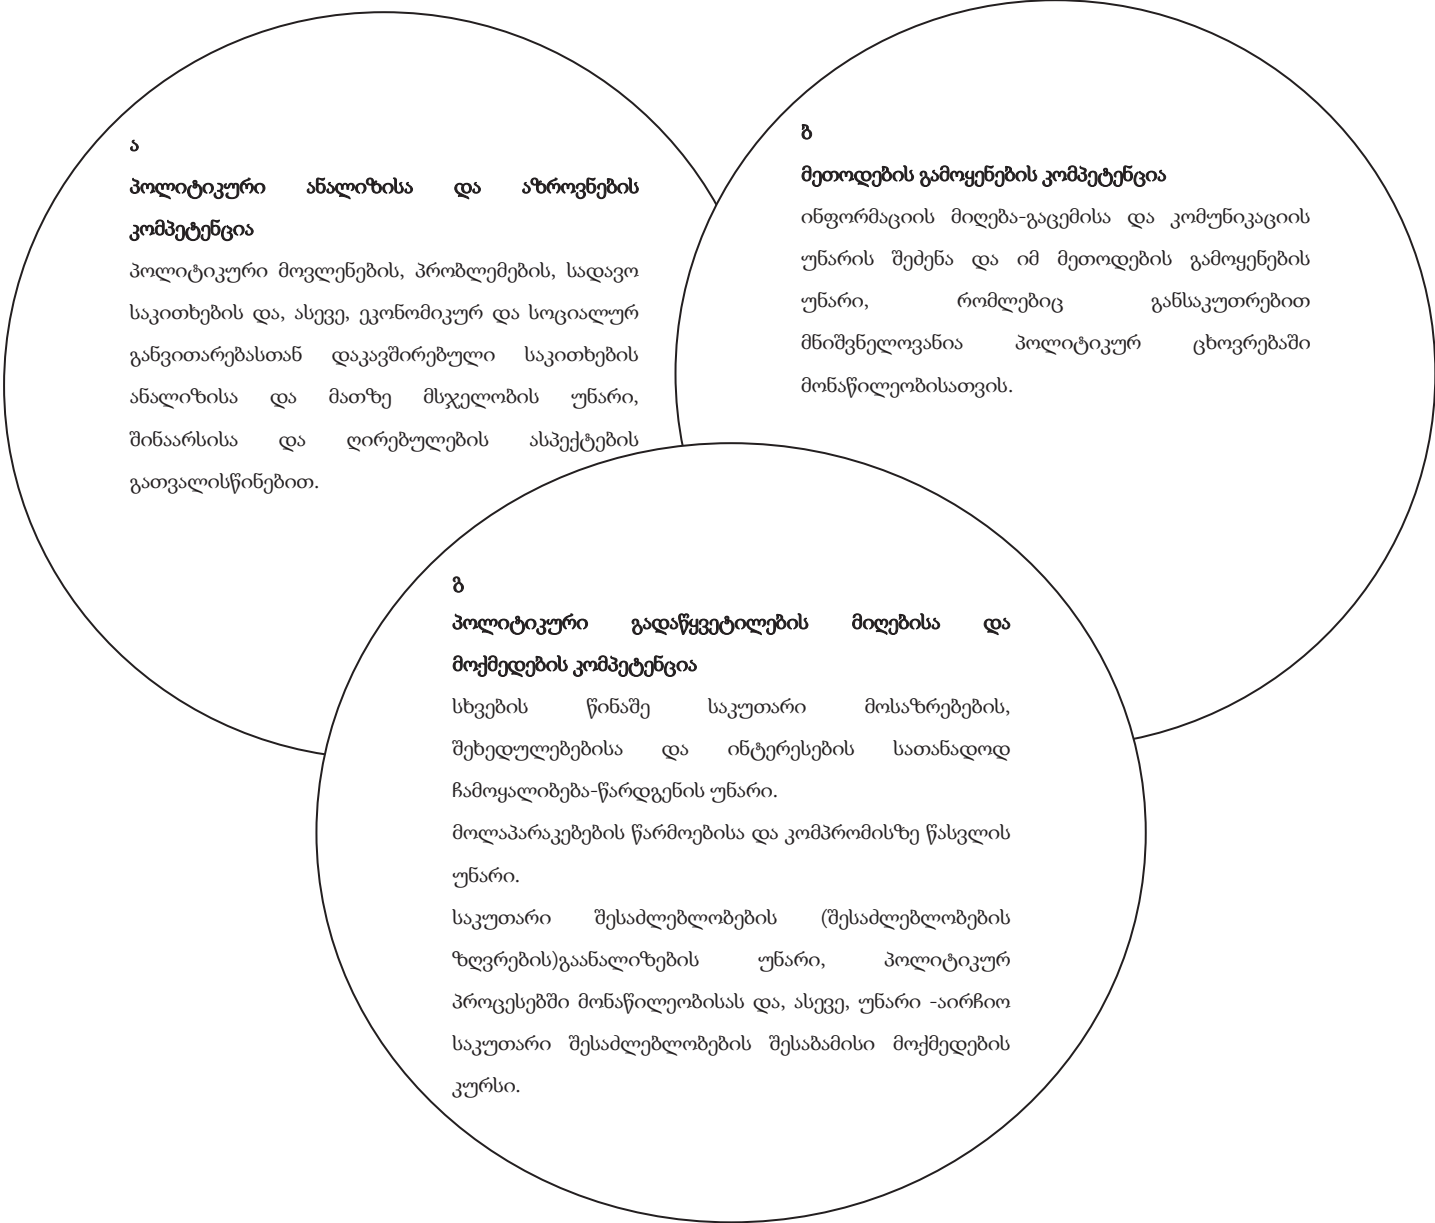 ა
პოლიტიკური ანალიზისა და აზროვნების
კომპეტენცია
პოლიტიკური მოვლენების, პრობლემების, სადავო
საკითხების და, ასევე, ეკონომიკურ და სოციალურ
განვითარებასთან დაკავშირებული საკითხების
ანალიზისა და მათზე მსჯელობის უნარი,
შინაარსისა და ღირებულების ასპექტების
გათვალისწინებით.
ბ
მეთოდების გამოყენების კომპეტენცია
ინფორმაციის მიღება-გაცემისა და კომუნიკაციის
უნარის შეძენა და იმ მეთოდების გამოყენების
უნარი, რომლებიც განსაკუთრებით
მნიშვნელოვანია პოლიტიკურ ცხოვრებაში
მონაწილეობისათვის.
გ
პოლიტიკური გადაწყვეტილების მიღებისა და
მოქმედების კომპეტენცია
სხვების წინაშე საკუთარი მოსაზრებების,
შეხედულებებისა და ინტერესების სათანადოდ
ჩამოყალიბება-წარდგენის უნარი.
მოლაპარაკებების წარმოებისა და კომპრომისზე წასვლის
უნარი.
საკუთარი შესაძლებლობების (შესაძლებლობების
ზღვრების)გაანალიზების უნარი, პოლიტიკურ
პროცესებში მონაწილეობისას და, ასევე, უნარი -აირჩიო
საკუთარი შესაძლებლობების შესაბამისი მოქმედების
კურსი.